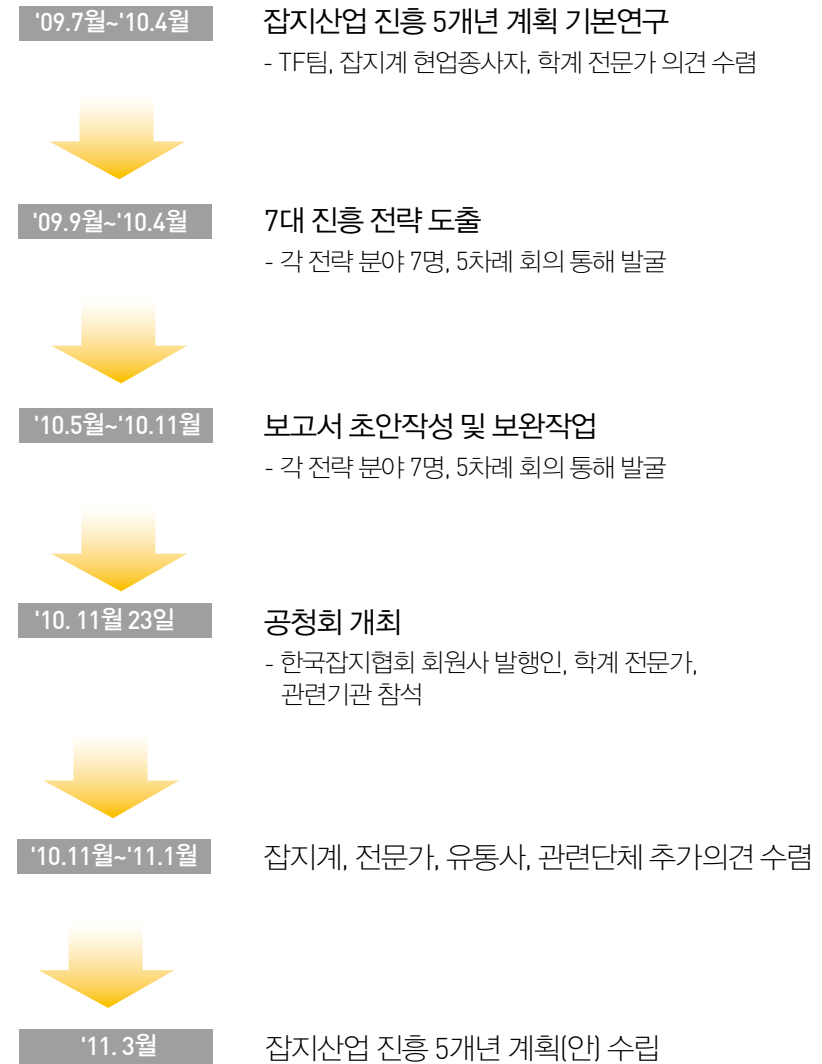 '09.7월~'10.4월
잡지산업 진흥 5개년 계획 기본연구
- TF팀, 잡지계 현업종사자, 학계 전문가 의견 수렴
'09.9월~'10.4월
7대 진흥 전략 도출
- 각 전략 분야 7명, 5차례 회의 통해 발굴
'10.5월~'10.11월
보고서 초안작성 및 보완작업
- 각 전략 분야 7명, 5차례 회의 통해 발굴
'10. 11월 23일
공청회 개최
- 한국잡지협회 회원사 발행인, 학계 전문가,
관련기관 참석
'10.11월~'11.1월
잡지계, 전문가, 유통사, 관련단체 추가의견 수렴
'11. 3월
잡지산업 진흥 5개년 계획(안) 수립